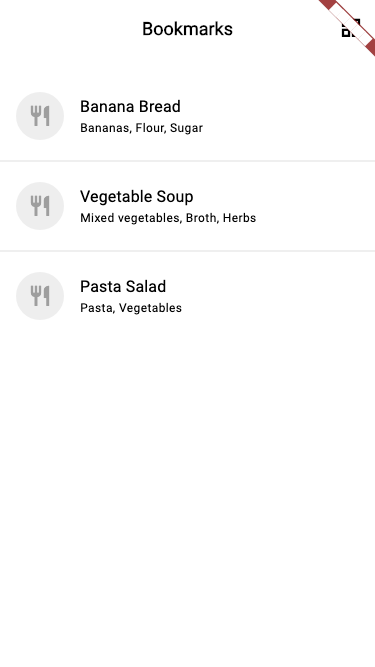 Bookmarks
Banana Bread
Bananas, Flour, Sugar
Vegetable Soup
Mixed vegetables, Broth, Herbs
Pasta Salad
Pasta, Vegetables